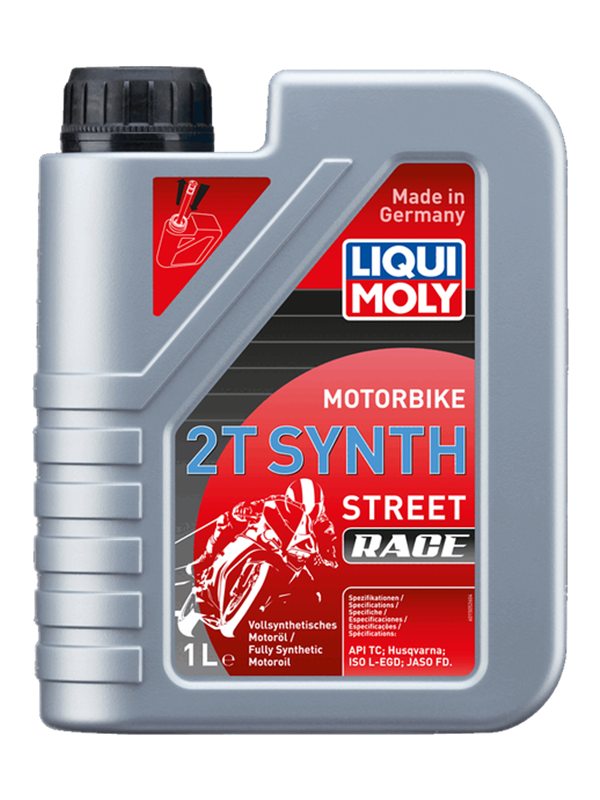 Made in
Germany
LIQUI
MOLY
MOTORBIKE
2T SYNTH
STREET
RACE
Spezifikationen /
Specifications /
Specifiche /
Especificaciones /
Especificações /
Spécifications:
Vollsynthetisches
Motoröl /
Fully Synthetic
Motoroil
API TC; Husqvarna;
ISO L-EGD; JASO FD.
1L e